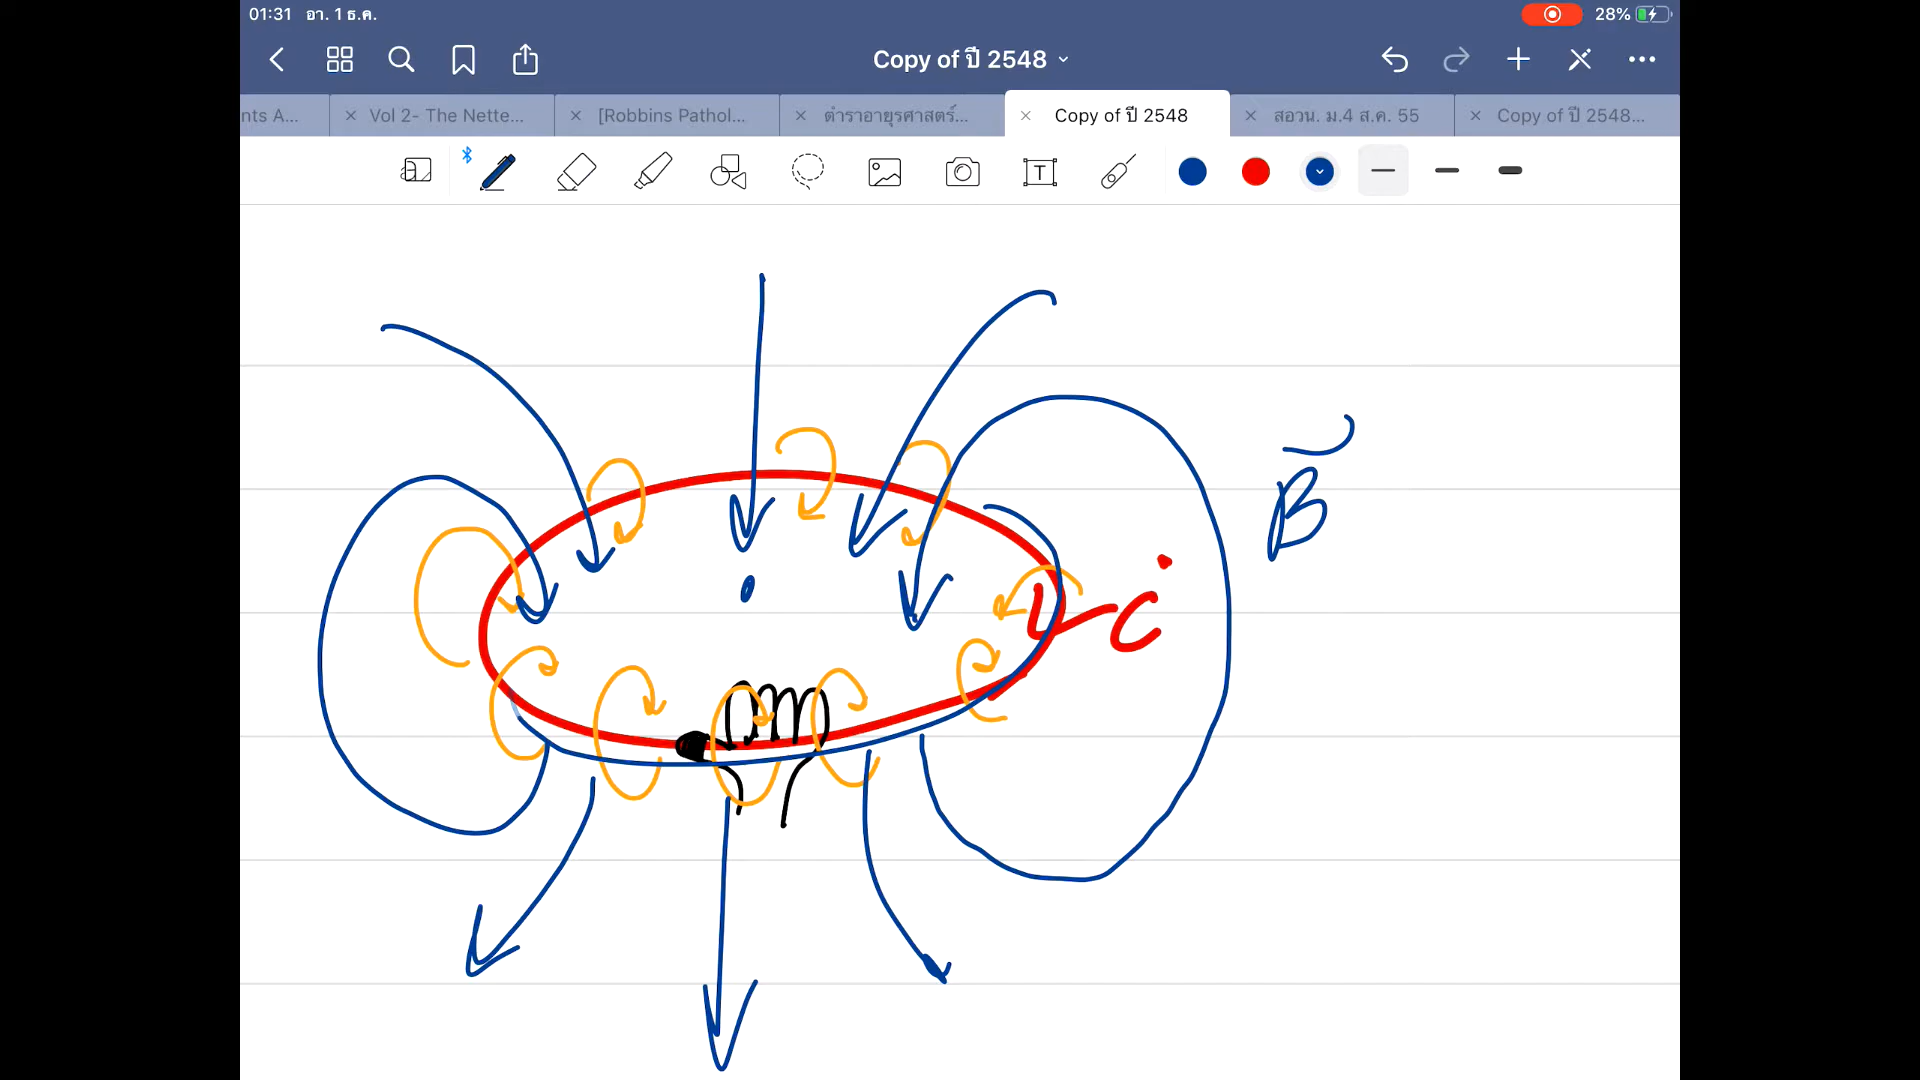 01:31 อา. 1 ธ.ค. 28%
Copy of ปี 2548
nts A... Vol 2- The Nette... [Robbins Pathol... ตำราอายุรศาสตร์... Copy of ปี 2548 สอวน. ม.4 ส.ค. 55 Copy of ปี 2548...
T
B
i